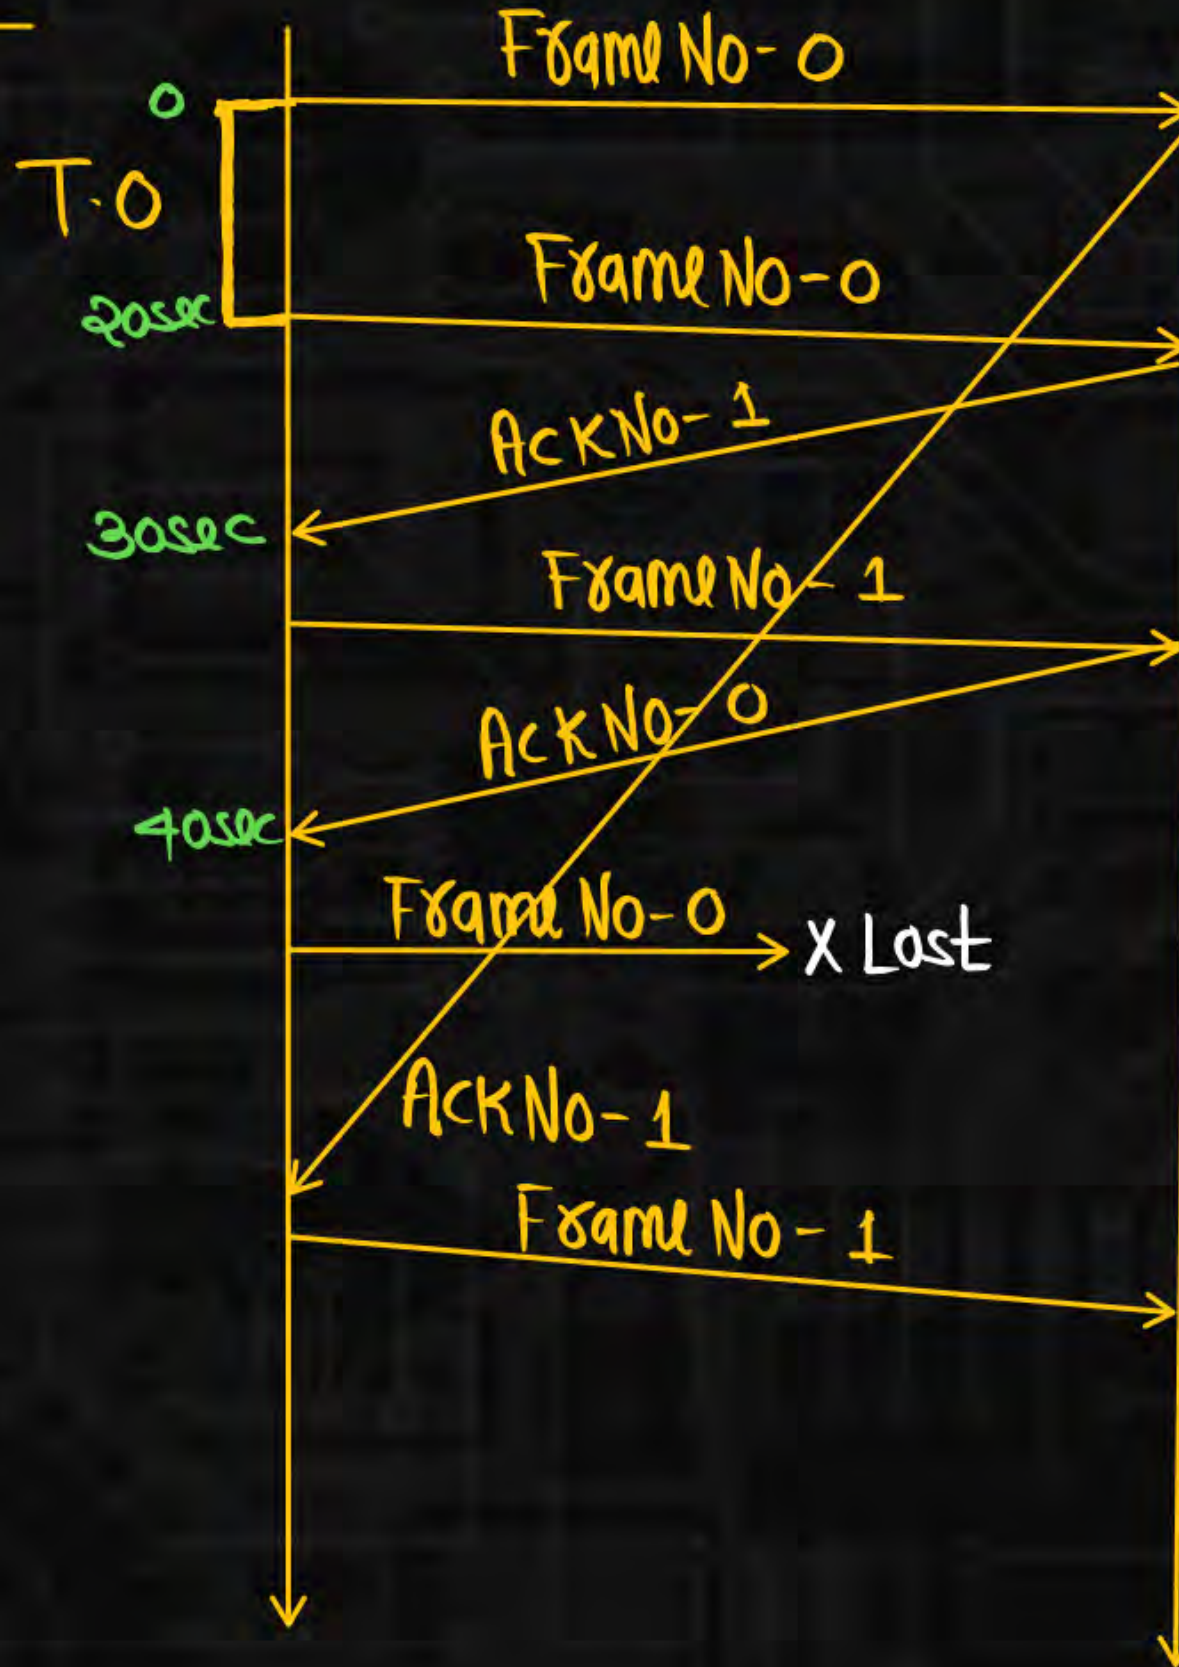 Frame No- 0
0
T.O
Frame No-0
20sec
Ack No- 1
30sec
Frame No- 1
Ack No- 0
40sec
Frame No-0
X Lost
Ack No- 1
Frame No- 1